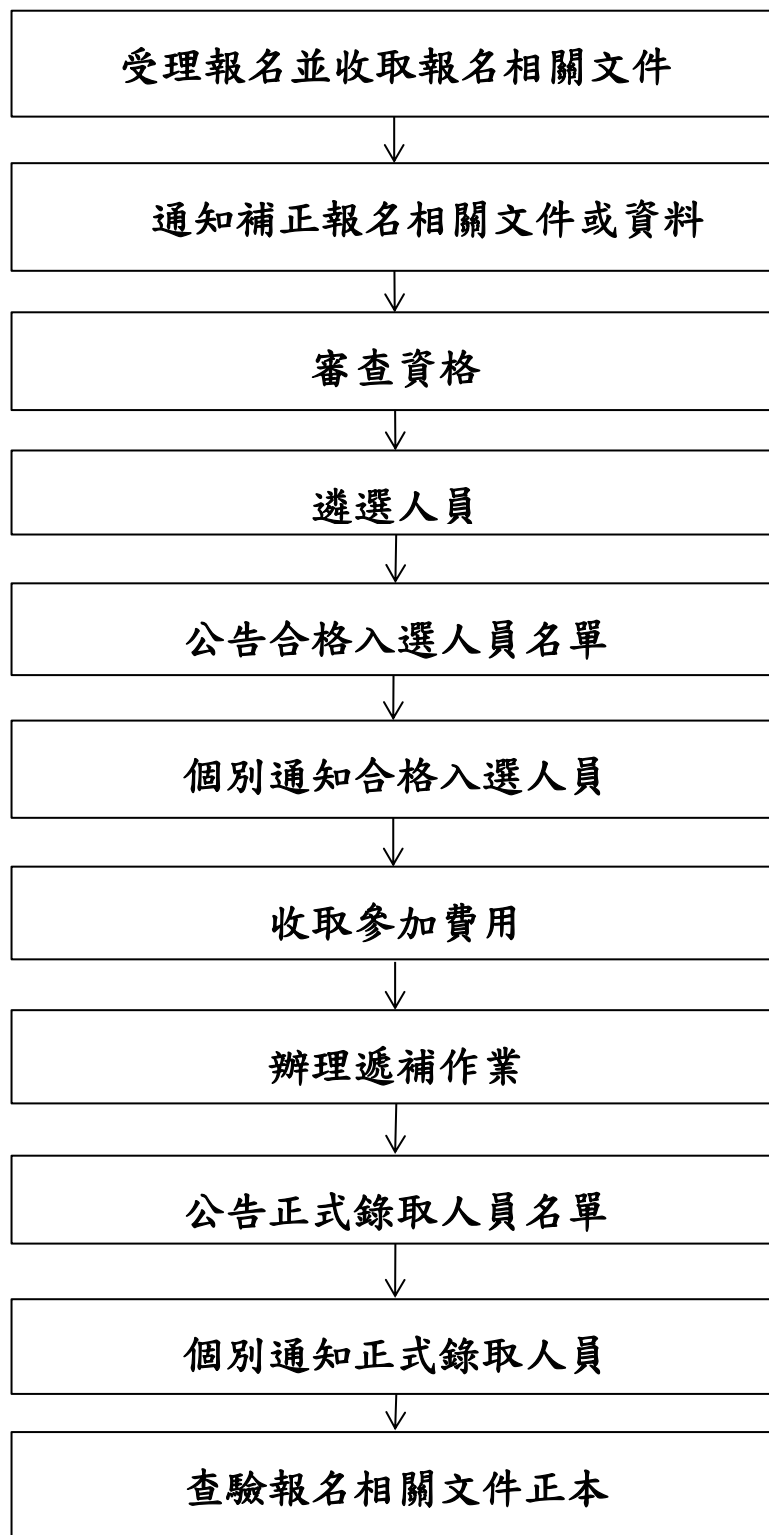 受理報名並收取報名相關文件
通知補正報名相關文件或資料
審查資格
遴選人員
公告合格入選人員名單
個別通知合格入選人員
收取參加費用
辦理遞補作業
公告正式錄取人員名單
個別通知正式錄取人員
查驗報名相關文件正本